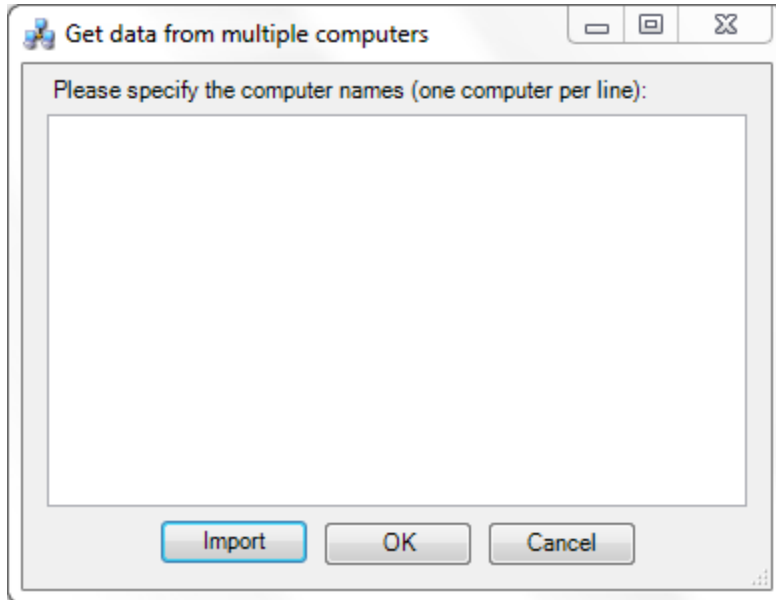 Get data from multiple computers
Please specify the computer names (one computer per line):
Import OK Cancel